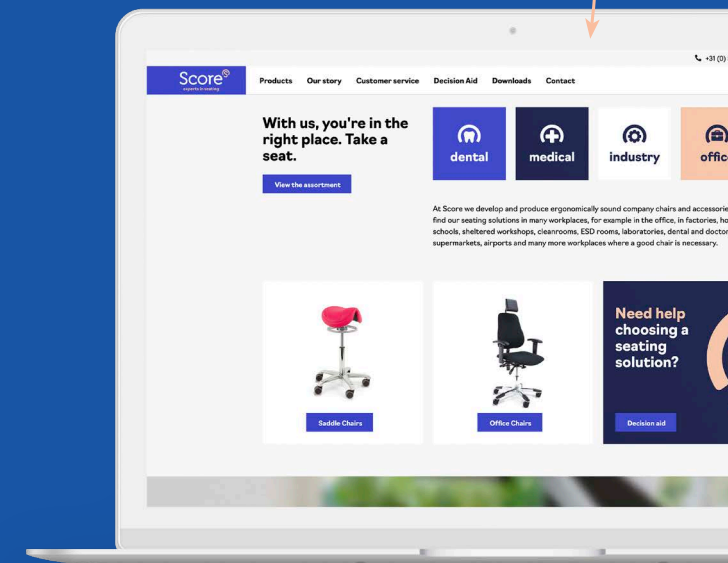 +31 (0)
Score
experts in seating
Products Our story Customer service Decision Aid Downloads Contact
With us, you're in the
right place. Take a
seat.
View the assortment
dental
medical
industry
office
At Score we develop and produce ergonomically sound company chairs and accessorie
find our seating solutions in many workplaces, for example in the office, in factories, ho
schools, sheltered workshops, cleanrooms, ESD rooms, laboratories, dental and doctor
supermarkets, airports and many more workplaces where a good chair is necessary.
Saddle Chairs
Office Chairs
Need help
choosing a
seating
solution?
Decision aid